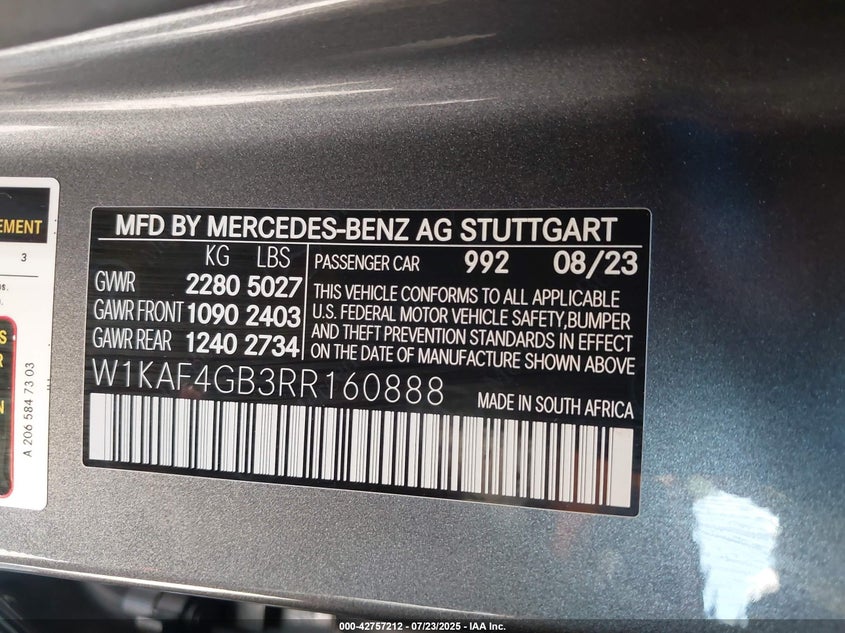 MFD BY MERCEDES-BENZ AG STUTTGART
KG LBS
GVWR 2280 5027
GAWR FRONT 1090 2403
GAWR REAR 1240 2734
PASSENGER CAR 992 08/23
THIS VEHICLE CONFORMS TO ALL APPLICABLE
U.S. FEDERAL MOTOR VEHICLE SAFETY, BUMPER
AND THEFT PREVENTION STANDARDS IN EFFECT
ON THE DATE OF MANUFACTURE SHOWN ABOVE
W1KAF4GB3RR160888
MADE IN SOUTH AFRICA
3
A 206 584 73 03
000-42757212 - 07/23/2025 - IAA Inc.